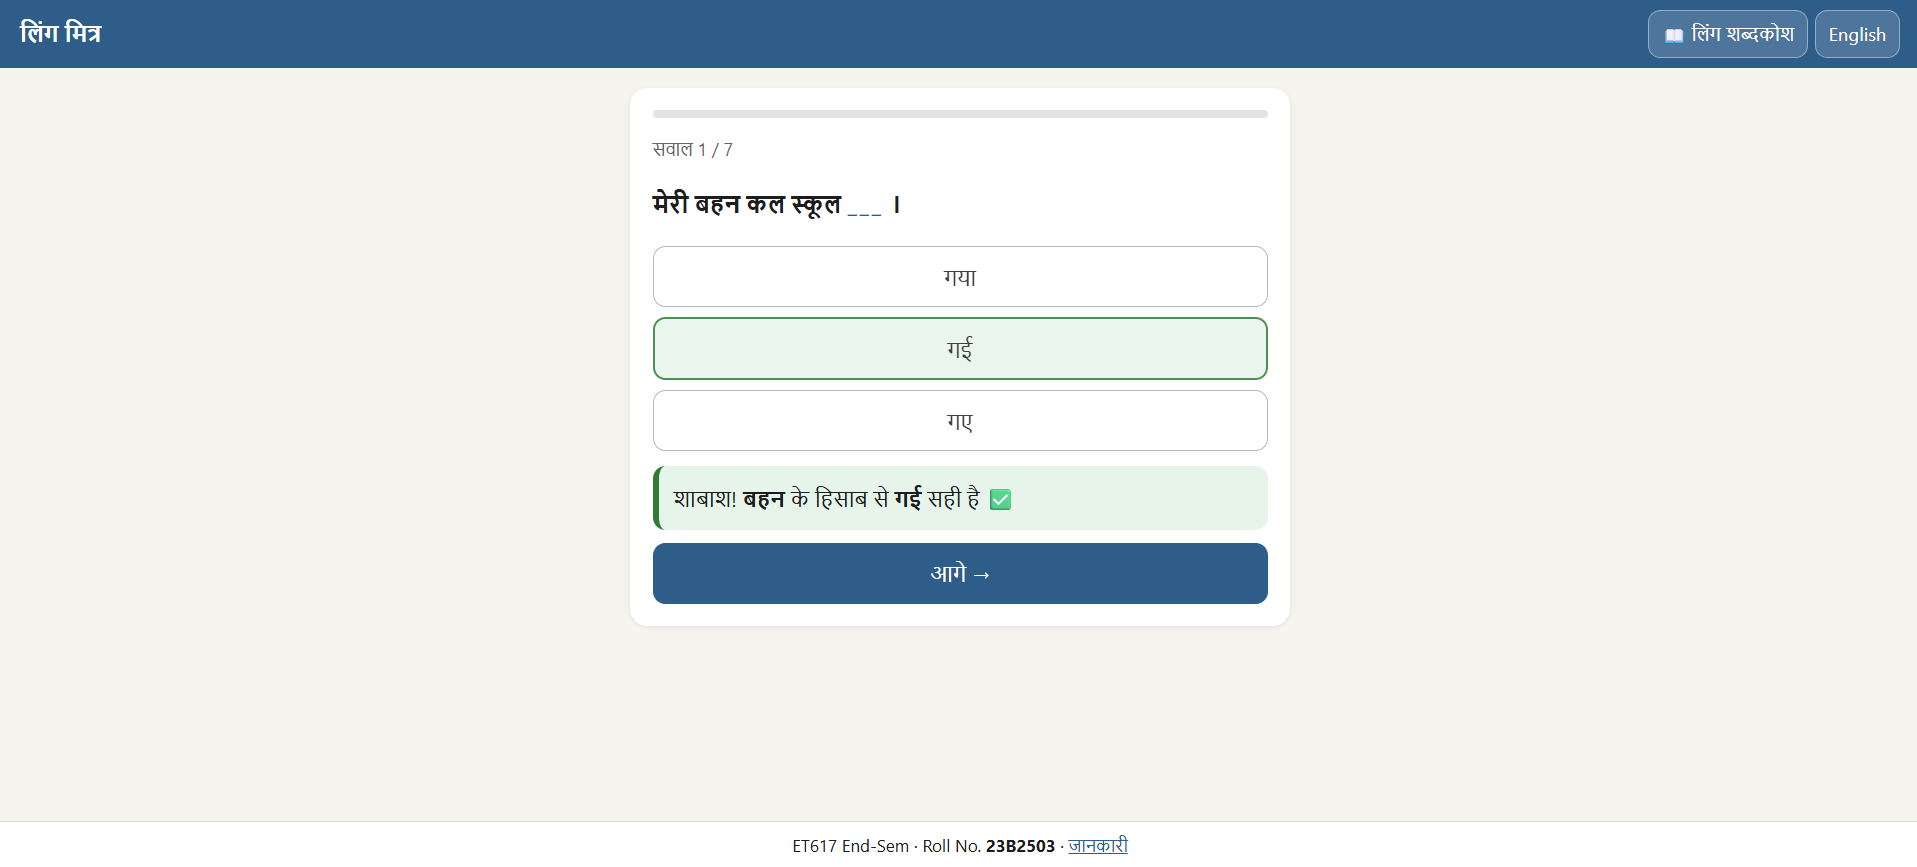 लिंग मित्र
📖 लिंग शब्दकोश
English
सवाल 1 / 7
मेरी बहन कल स्कूल ___ ।
गया
गई
गए
शाबाश! बहन के हिसाब से गई सही है ✅
आगे →
ET617 End-Sem · Roll No. 23B2503 · जानकारी